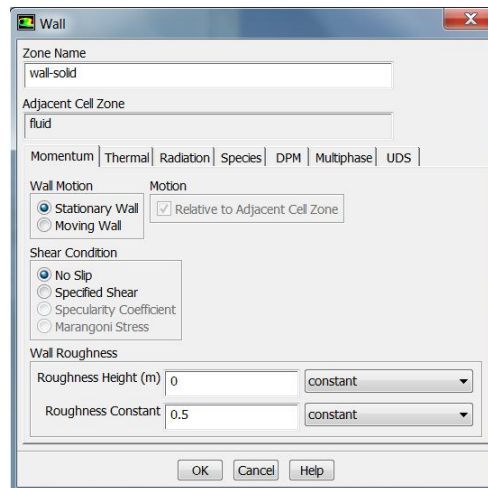 Wall
Zone Name
wall-solid
Adjacent Cell Zone
fluid
Momentum Thermal Radiation Species DPM Multiphase UDS
Wall Motion Motion
Stationary Wall Relative to Adjacent Cell Zone
Moving Wall
Shear Condition
No Slip
Specified Shear
Specularity Coefficient
Marangoni Stress
Wall Roughness
Roughness Height (m) 0 constant
Roughness Constant 0.5 constant
OK Cancel Help